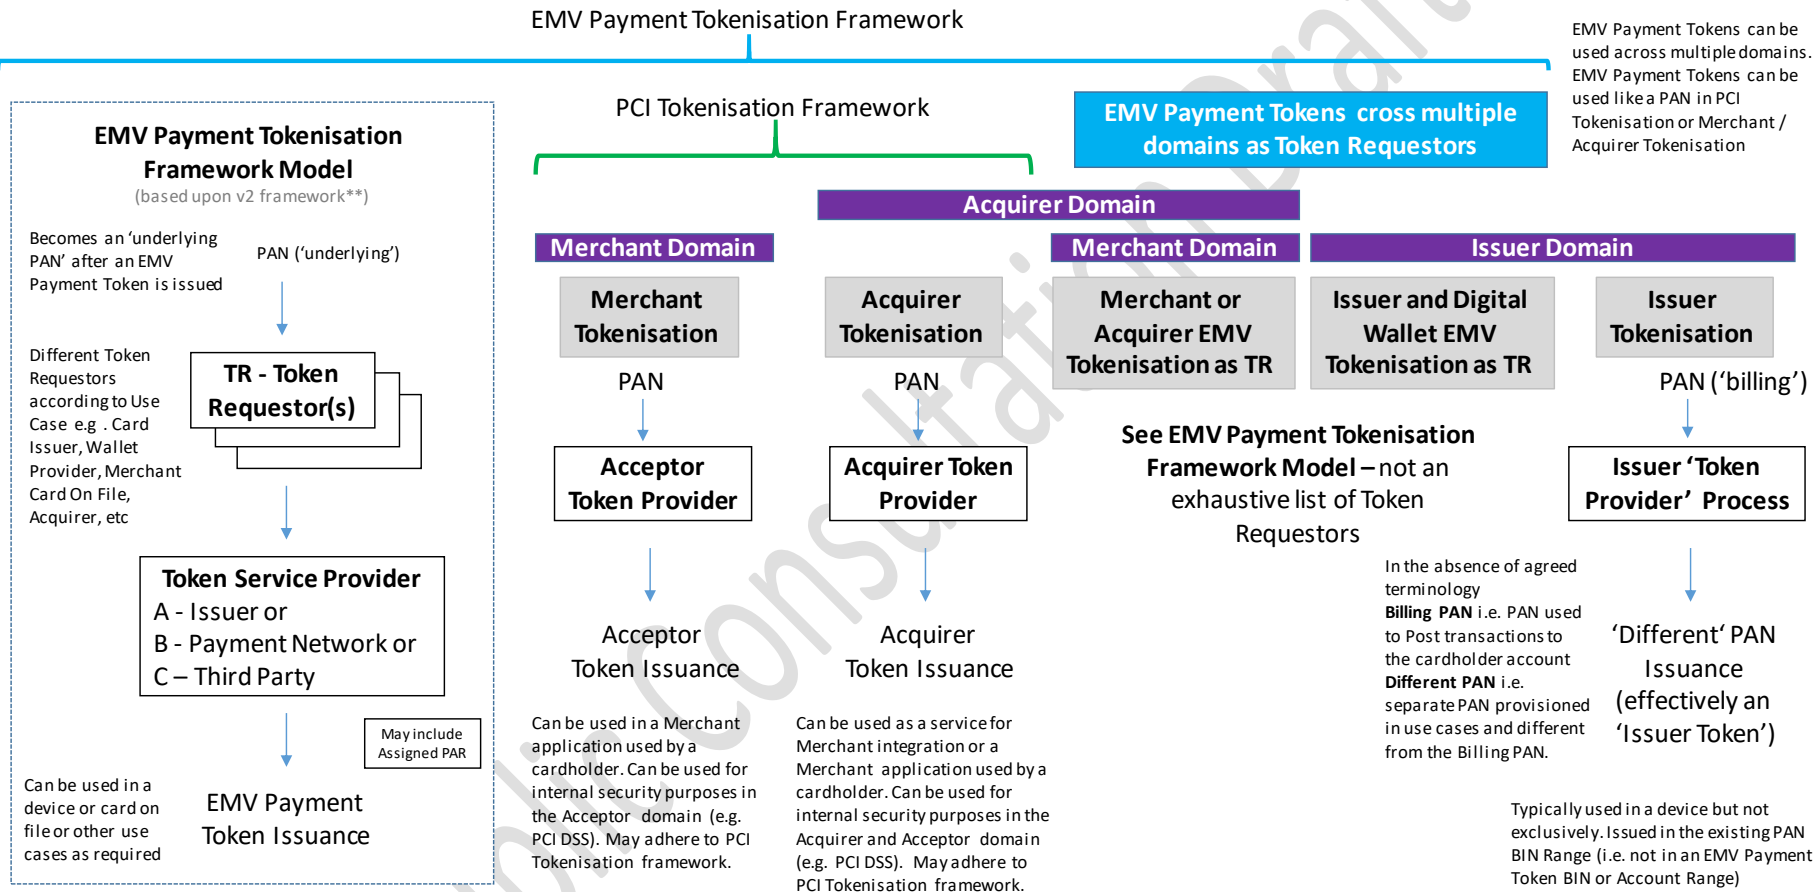 EMV Payment Tokenisation Framework
EMV Payment Tokens can be
used across multiple domains.
EMV Payment Tokens can be
used like a PAN in PCI
Tokenisation or Merchant /
Acquirer Tokenisation
PCI Tokenisation Framework
EMV Payment Tokens cross multiple
domains as Token Requestors
EMV Payment Tokenisation
Framework Model
(based upon v2 framework**)
Becomes an ‘underlying
PAN’ after an EMV
Payment Token is issued
PAN (‘underlying’)
Different Token
Requestors
according to Use
Case e.g . Card
Issuer, Wallet
Provider, Merchant
Card On File,
Acquirer, etc
TR - Token
Requestor(s)
Token Service Provider
A - Issuer or
B - Payment Network or
C – Third Party
May include
Assigned PAR
Can be used in a
device or card on
file or other use
cases as required
EMV Payment
Token Issuance
Acquirer Domain
Merchant Domain
Merchant Domain
Issuer Domain
Merchant
Tokenisation
PAN
Acceptor
Token Provider
Acceptor
Token Issuance
Can be used in a Merchant
application used by a
cardholder. Can be used for
internal security purposes in
the Acceptor domain (e.g.
PCI DSS). May adhere to PCI
Tokenisation framework.
Acquirer
Tokenisation
PAN
Acquirer Token
Provider
Acquirer
Token Issuance
Can be used as a service for
Merchant integration or a
Merchant application used by a
cardholder. Can be used for
internal security purposes in the
Acquirer and Acceptor domain
(e.g. PCI DSS). May adhere to
PCI Tokenisation framework.
Merchant or
Acquirer EMV
Tokenisation as TR
Issuer and Digital
Wallet EMV
Tokenisation as TR
See EMV Payment Tokenisation
Framework Model – not an
exhaustive list of Token
Requestors
Issuer
Tokenisation
PAN (‘billing’)
Issuer ‘Token
Provider’ Process
In the absence of agreed
terminology
Billing PAN i.e. PAN used
to Post transactions to
the cardholder account
Different PAN i.e.
separate PAN provisioned
in use cases and different
from the Billing PAN.
‘Different‘ PAN
Issuance
(effectively an
‘Issuer Token’)
Typically used in a device but not
exclusively. Issued in the existing PAN
BIN Range (i.e. not in an EMV Payment
Token BIN or Account Range)
Consultation Draft